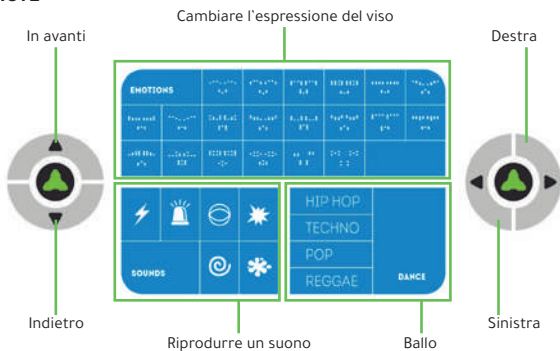 Cambiare l'espressione del viso
In avanti
Destra
EMOTIONS
HIP HOP
TECHNO
POP
REGGAE
SOUNDS
DANCE
Indietro
Sinistra
Riprodurre un suono
Ballo